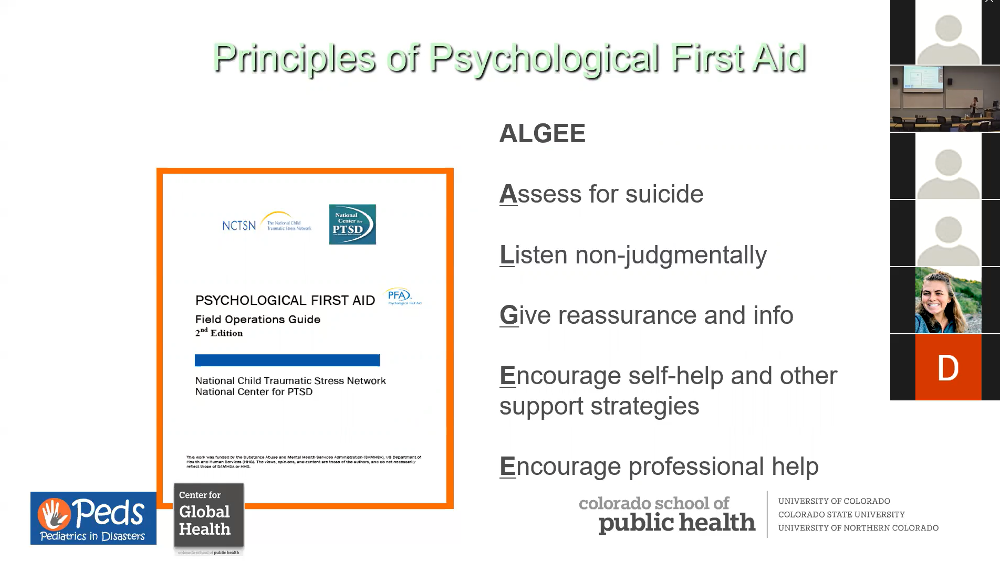 Principles of Psychological First Aid
ALGEE
Assess for suicide
Listen non-judgmentally
Give reassurance and info
Encourage self-help and other
support strategies
Encourage professional help
NCTSN
The National Child
Traumatic Stress Network
National
Center for
PTSD
PSYCHOLOGICAL FIRST AID
PFA
Psychological First Aid
Field Operations Guide
2nd Edition
National Child Traumatic Stress Network
National Center for PTSD
This work was funded by the Substance Abuse and Mental Health Services Administration (SAMHSA), US Department of
Health and Human Services (HHS). The views, opinions, and content are those of the authors, and do not necessarily
reflect those of SAMHSA or HHS.
Peds
Pediatrics in Disasters
Center for
Global
Health
colorado school of public health
colorado school of
public health
UNIVERSITY OF COLORADO
COLORADO STATE UNIVERSITY
UNIVERSITY OF NORTHERN COLORADO
D